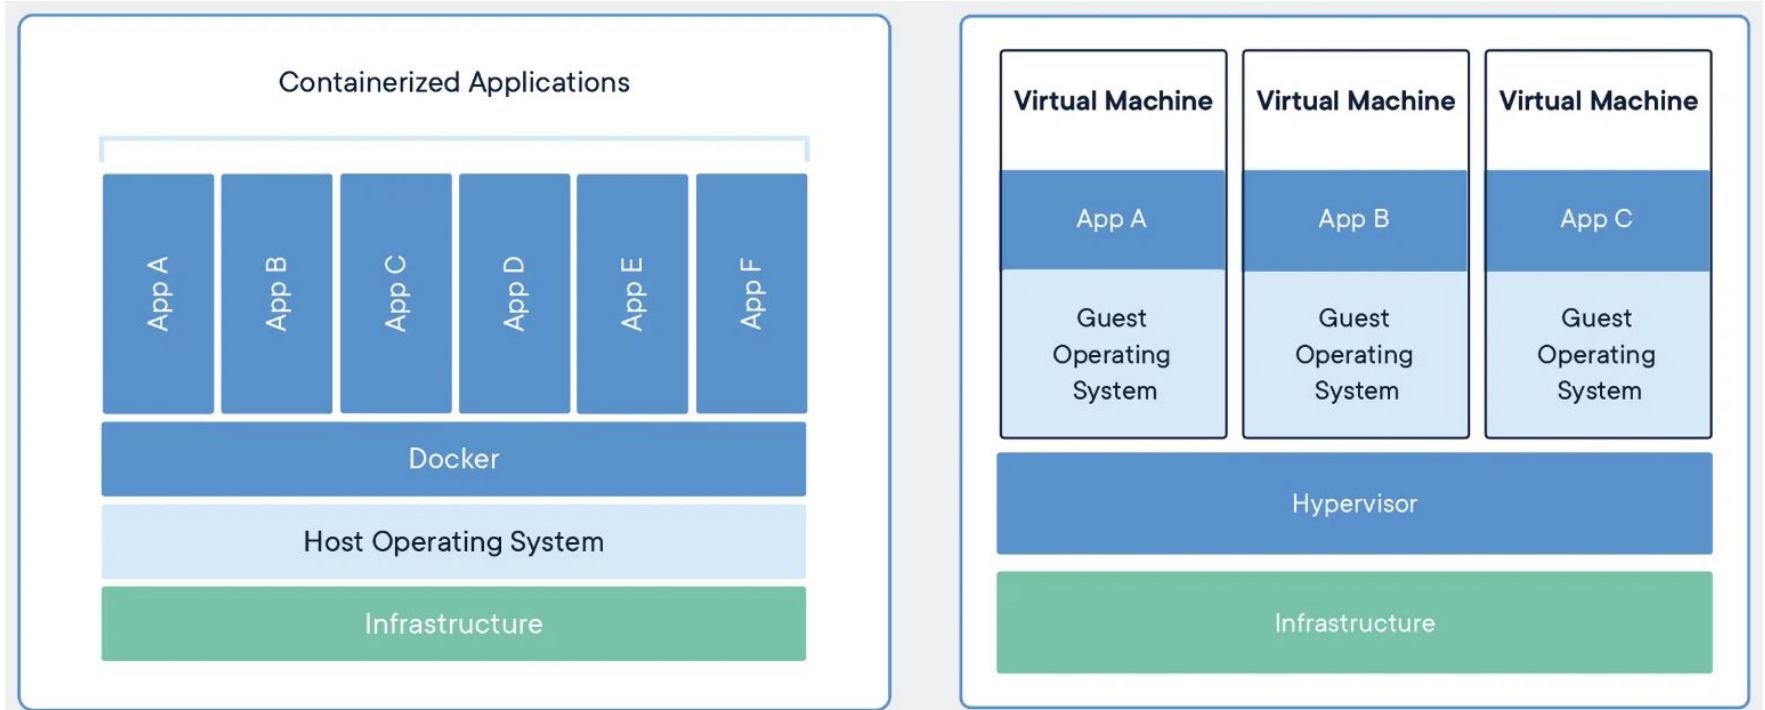 Containerized Applications
App A
App B
App C
App D
App E
App F
Docker
Host Operating System
Infrastructure
Virtual Machine
App A
Guest
Operating
System
Virtual Machine
App B
Guest
Operating
System
Virtual Machine
App C
Guest
Operating
System
Hypervisor
Infrastructure